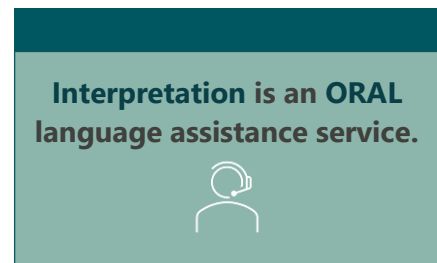 Interpretation is an ORAL
language assistance service.